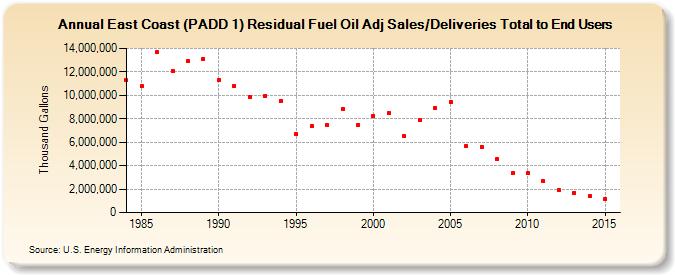 Annual East Coast (PADD 1) Residual Fuel Oil Adj Sales/Deliveries Total to End Users
Thousand Gallons
14,000,000
12,000,000
10,000,000
8,000,000
6,000,000
4,000,000
2,000,000
0
1985 1990 1995 2000 2005 2010 2015
Source: U.S. Energy Information Administration